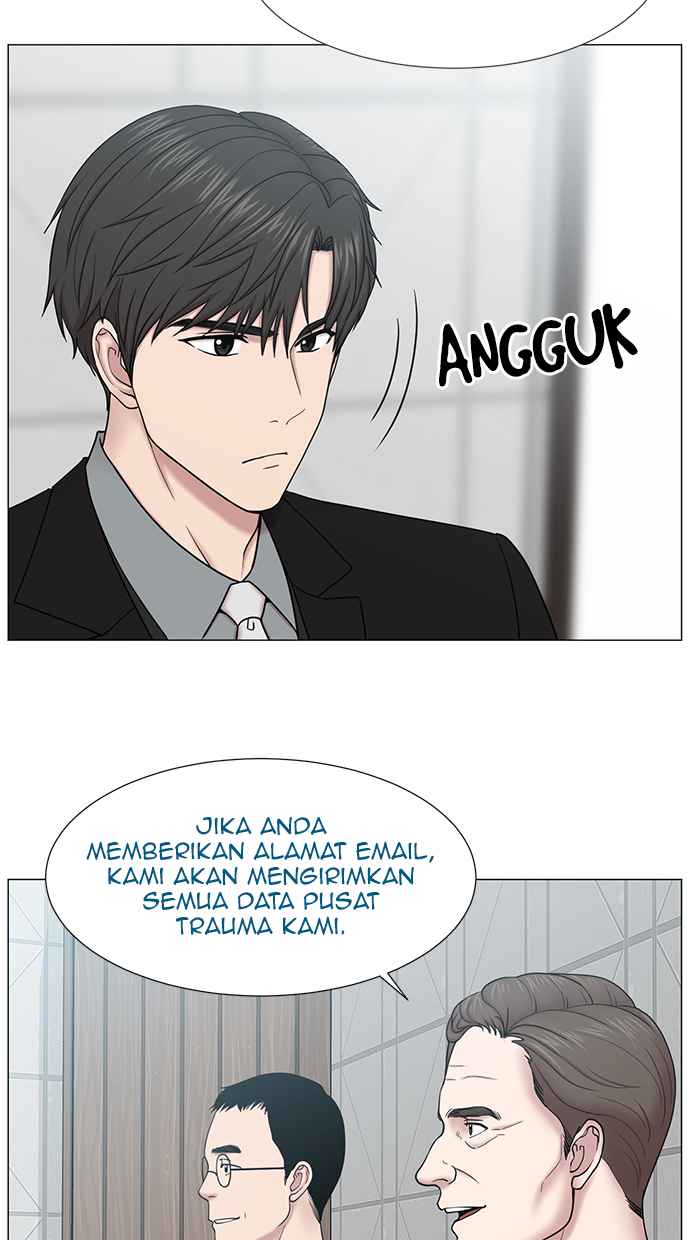 ANGGUK
JIKA ANDA
MEMBERIKAN ALAMAT EMAIL,
KAMI AKAN MENGIRIMKAN
SEMUA DATA PUSAT
TRAUMA KAMI.